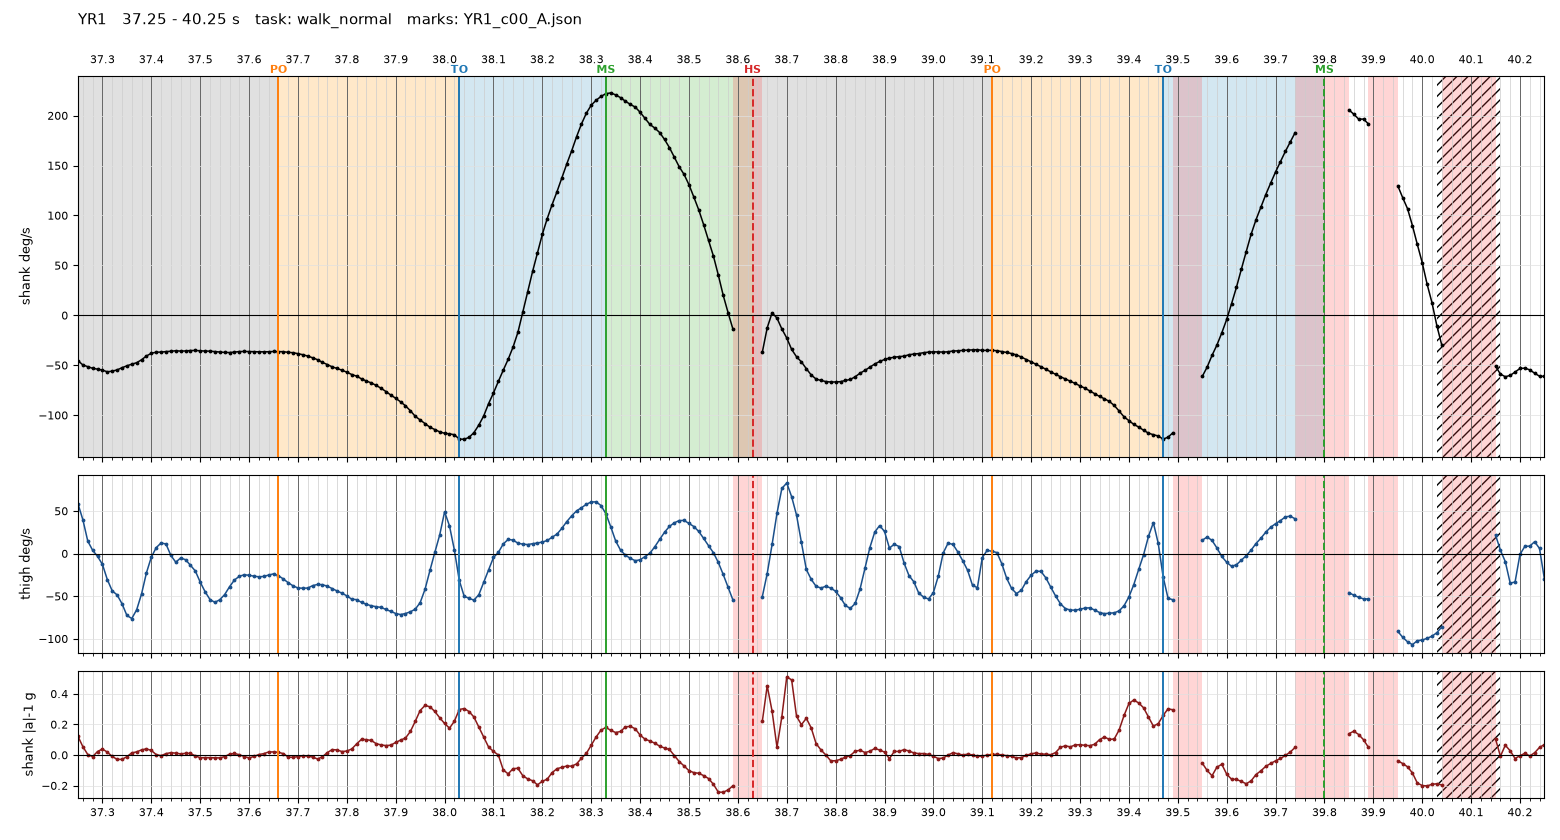 YR1   37.25 - 40.25 s   task: walk_normal   marks: YR1_c00_A.json
37.3 37.4 37.5 37.6 37.7 37.8 37.9 38.0 38.1 38.2 38.3 38.4 38.5 38.6 38.7 38.8 38.9 39.0 39.1 39.2 39.3 39.4 39.5 39.6 39.7 39.8 39.9 40.0 40.1 40.2
PO TO MS HS PO TO MS
shank deg/s
200
150
100
50
0
−50
−100
thigh deg/s
50
0
−50
−100
shank |a|-1 g
0.4
0.2
0.0
−0.2
37.3 37.4 37.5 37.6 37.7 37.8 37.9 38.0 38.1 38.2 38.3 38.4 38.5 38.6 38.7 38.8 38.9 39.0 39.1 39.2 39.3 39.4 39.5 39.6 39.7 39.8 39.9 40.0 40.1 40.2